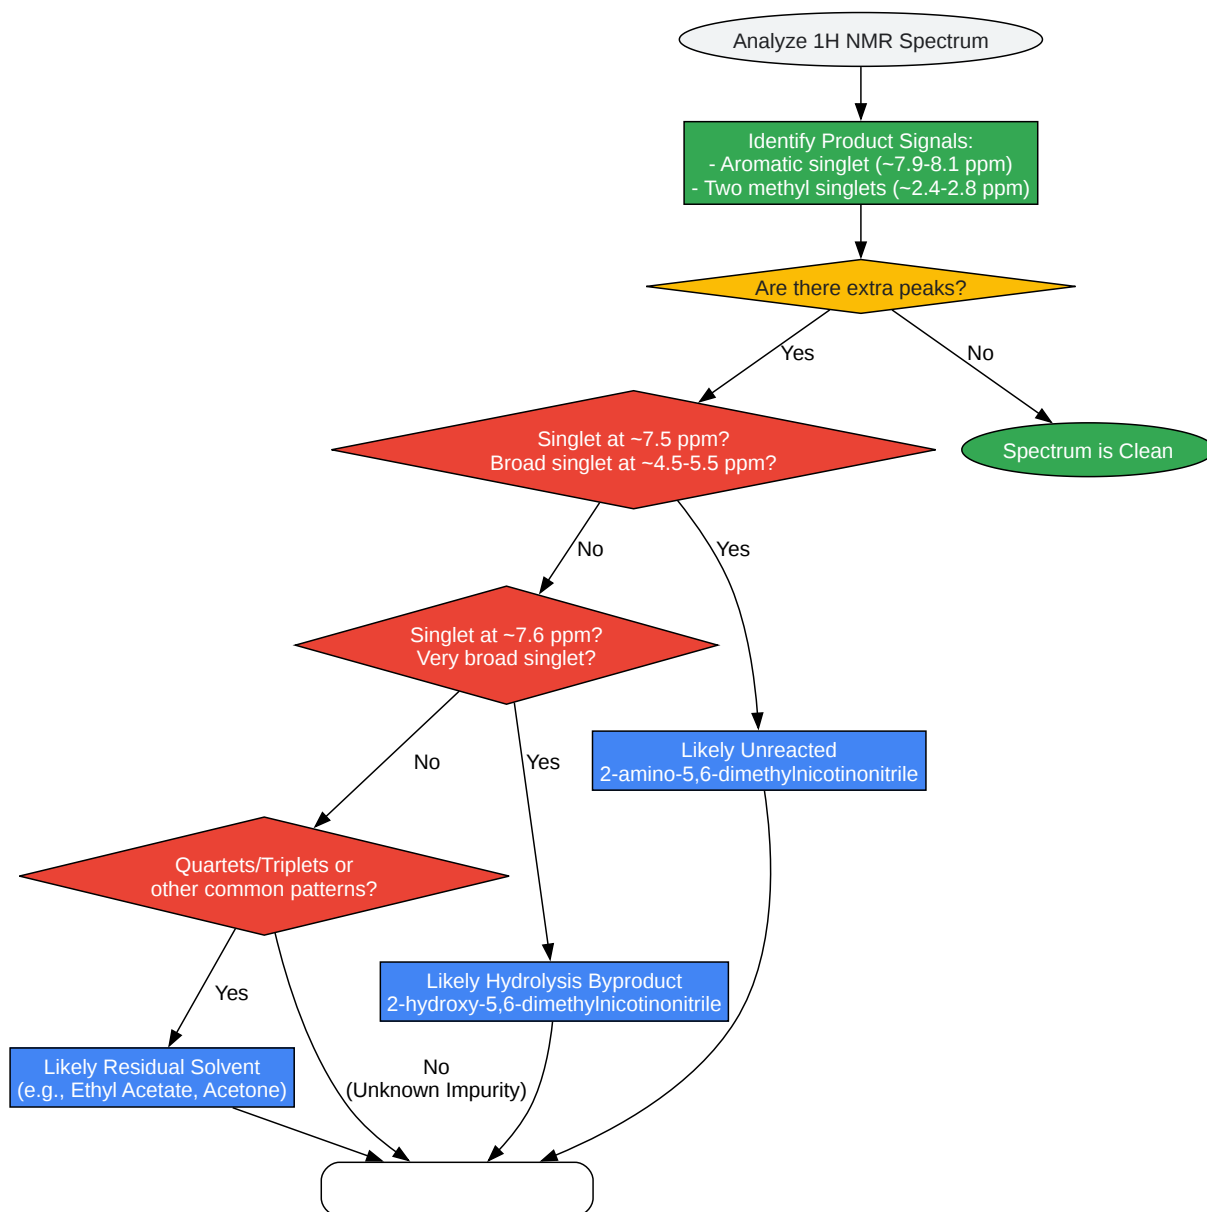 Analyze 1H NMR Spectrum
Identify Product Signals:
- Aromatic singlet (~7.9-8.1 ppm)
- Two methyl singlets (~2.4-2.8 ppm)
Are there extra peaks?
Yes
No
Singlet at ~7.5 ppm?
Broad singlet at ~4.5-5.5 ppm?
Spectrum is Clean
No
Yes
Singlet at ~7.6 ppm?
Very broad singlet?
Likely Unreacted
2-amino-5,6-dimethylnicotinonitrile
No
Yes
Quartets/Triplets or
other common patterns?
Likely Hydrolysis Byproduct
2-hydroxy-5,6-dimethylnicotinonitrile
Yes
Likely Residual Solvent
(e.g., Ethyl Acetate, Acetone)
No
(Unknown Impurity)